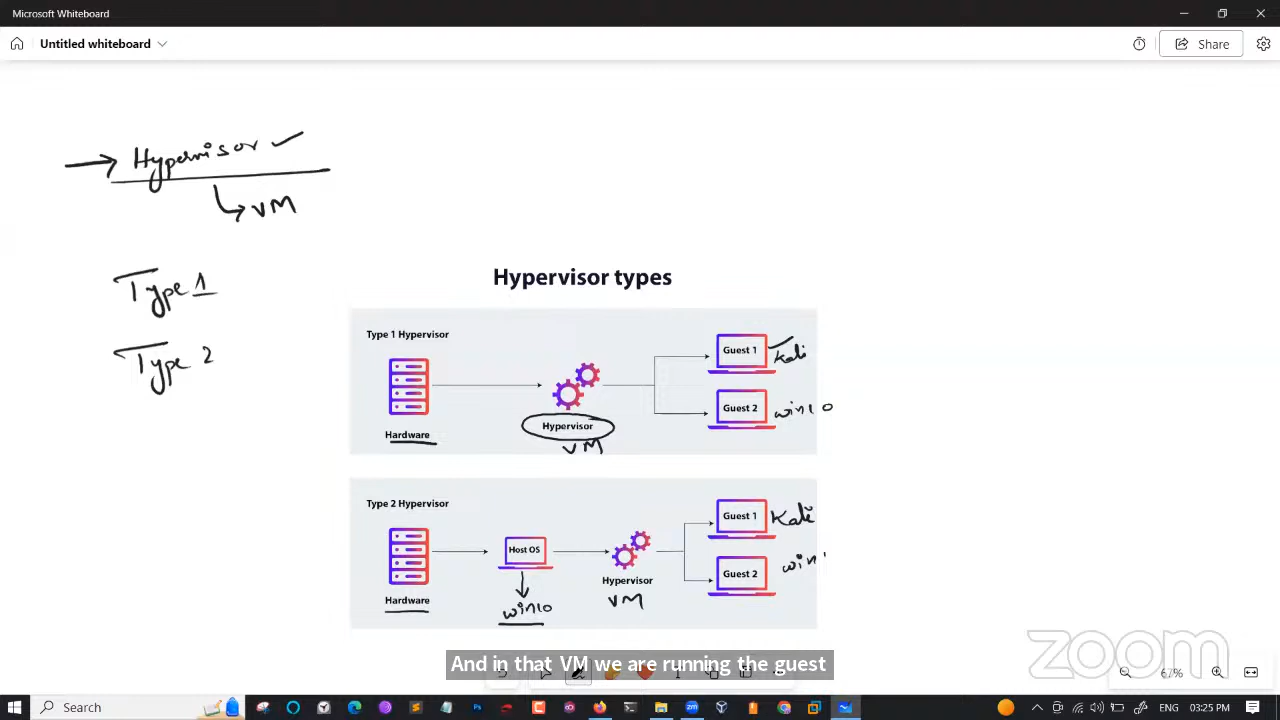 Microsoft Whiteboard
Untitled whiteboard
Share
Hypervisor
VM
Type 1
Type 2
Hypervisor types
Type 1 Hypervisor
Hardware
Hypervisor
VM
Guest 1
Kali
Guest 2
win10
Type 2 Hypervisor
Hardware
Host OS
win10
Hypervisor
VM
Guest 1
Kali
Guest 2
win
And in that VM we are running the guest
zoom
67%
Search
03:25 PM